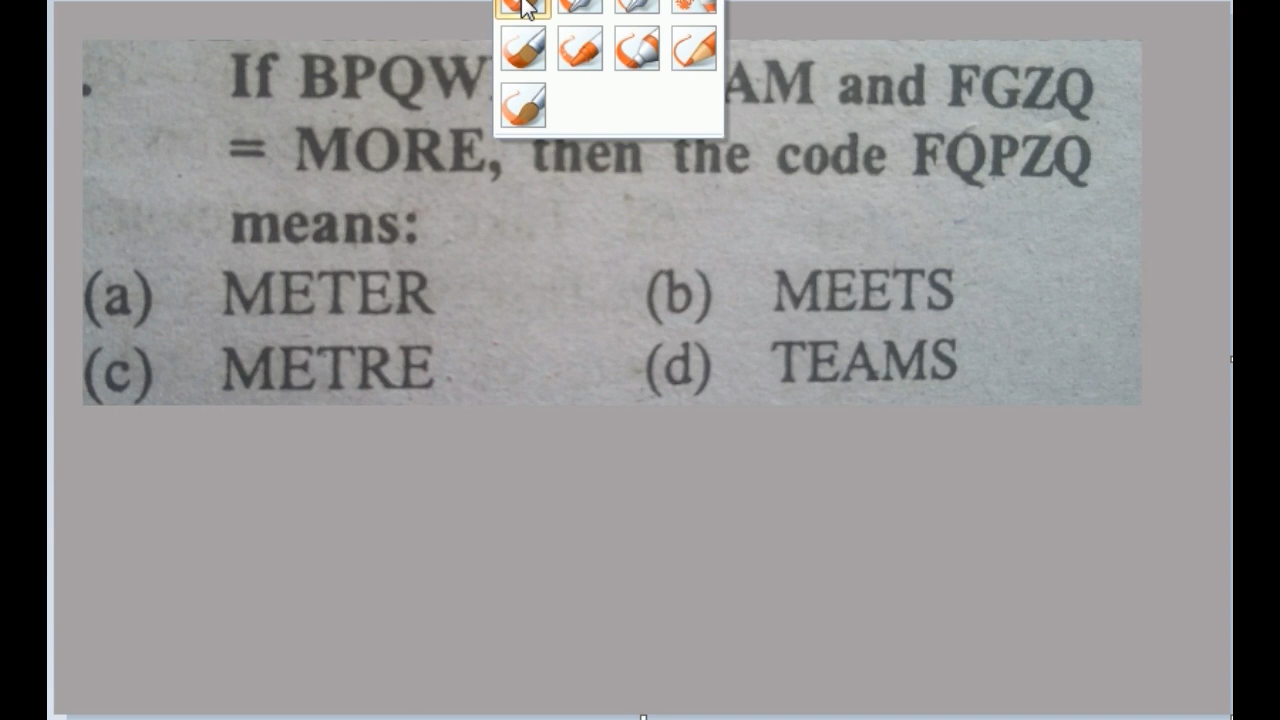 If BPQW AM and FGZQ
= MORE, then the code FQPZQ
means:
(a) METER (b) MEETS
(c) METRE (d) TEAMS